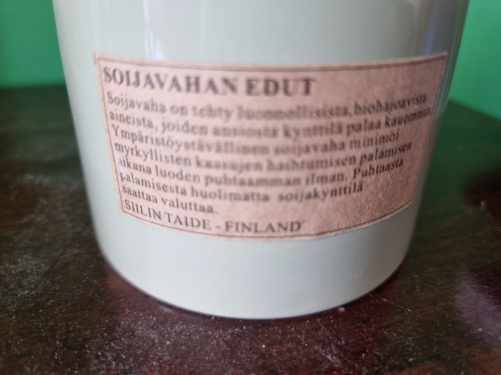 SOIJAVAHAN EDUT
Soijavaha on tehty luonnollisista, biohajoavista
aineista, joiden ansiosta kynttilä palaa kauemmin.
Ympäristöystävällinen soijavaha minimoi
myrkyllisten kaasujen haihtumisen palamisen
aikana luoden puhtaamman ilman. Puhtaasta
palamisesta huolimatta soijakynttilä
saattaa valuttaa.
SIILIN TAIDE - FINLAND